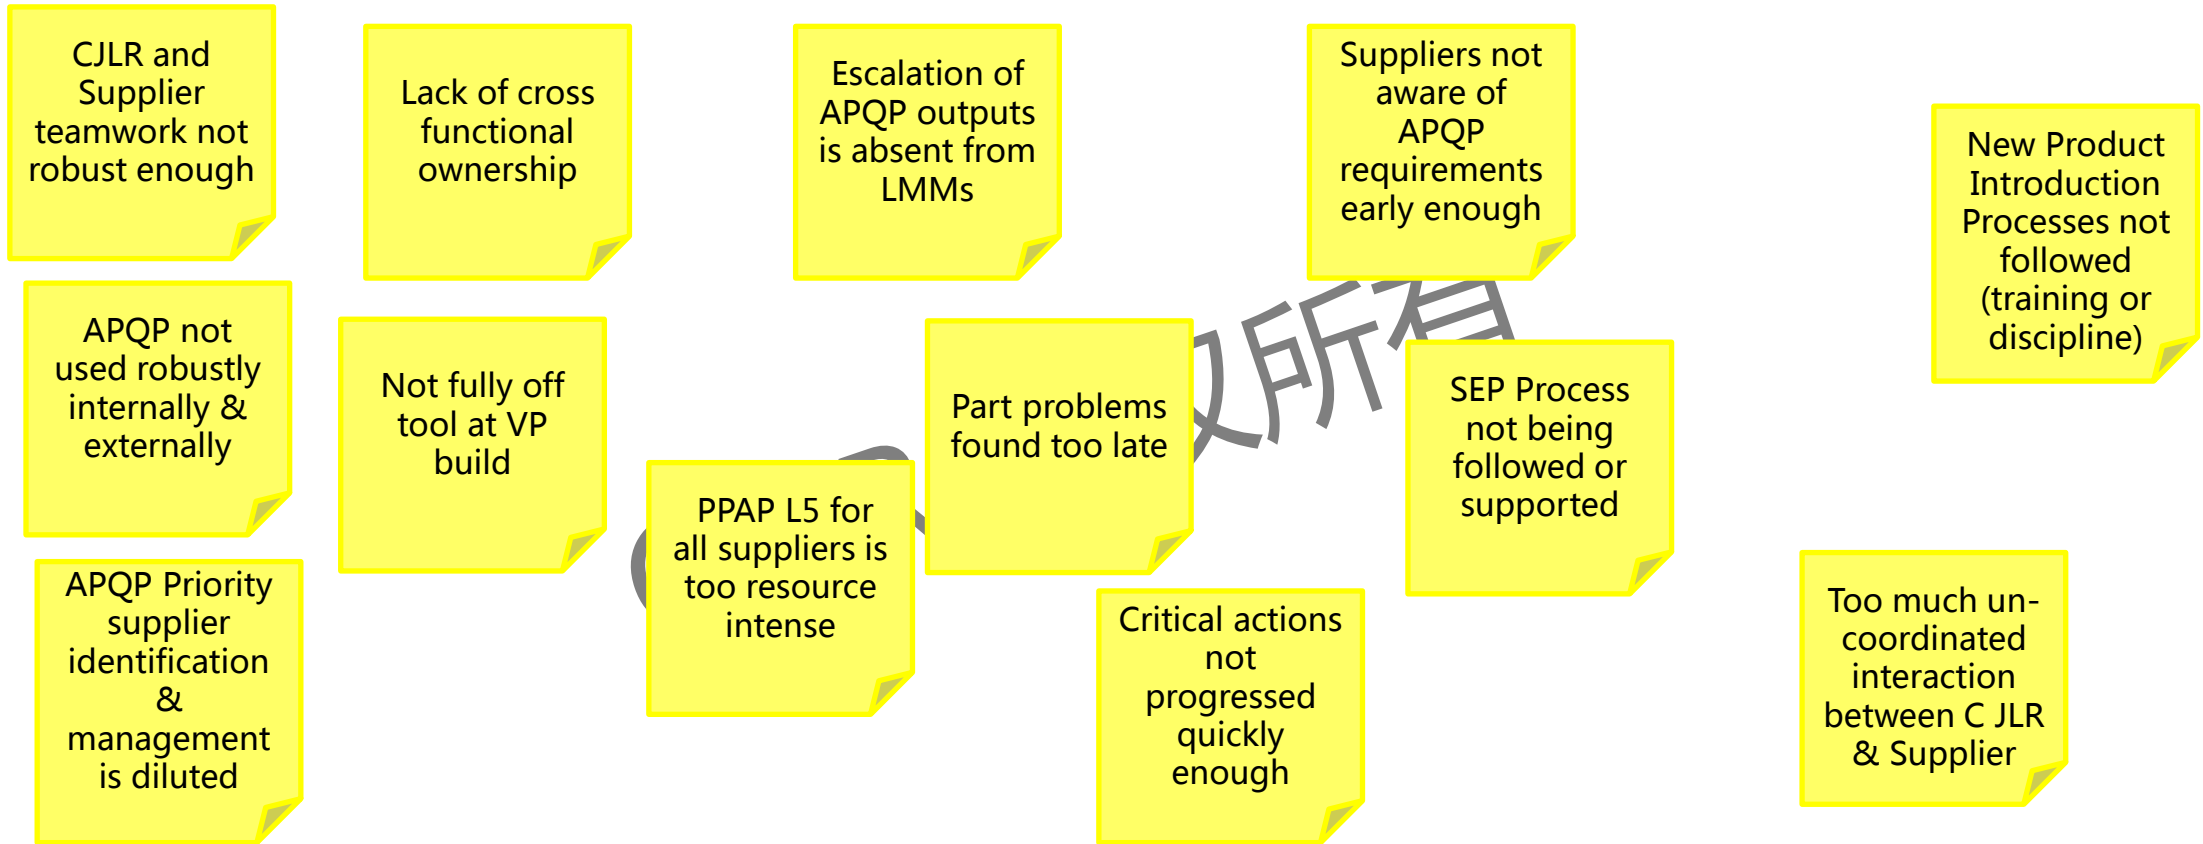 CJLR and
Supplier
teamwork not
robust enough
Lack of cross
functional
ownership
Escalation of
APQP outputs
is absent from
LMMs
Suppliers not
aware of
APQP
requirements
early enough
New Product
Introduction
Processes not
followed
(training or
discipline)
APQP not
used robustly
internally &
externally
Not fully off
tool at VP
build
Part problems
found too late
SEP Process
not being
followed or
supported
PPAP L5 for
all suppliers is
too resource
intense
APQP Priority
supplier
identification
&
management
is diluted
Critical actions
not
progressed
quickly
enough
Too much un-
coordinated
interaction
between C JLR
& Supplier
所有